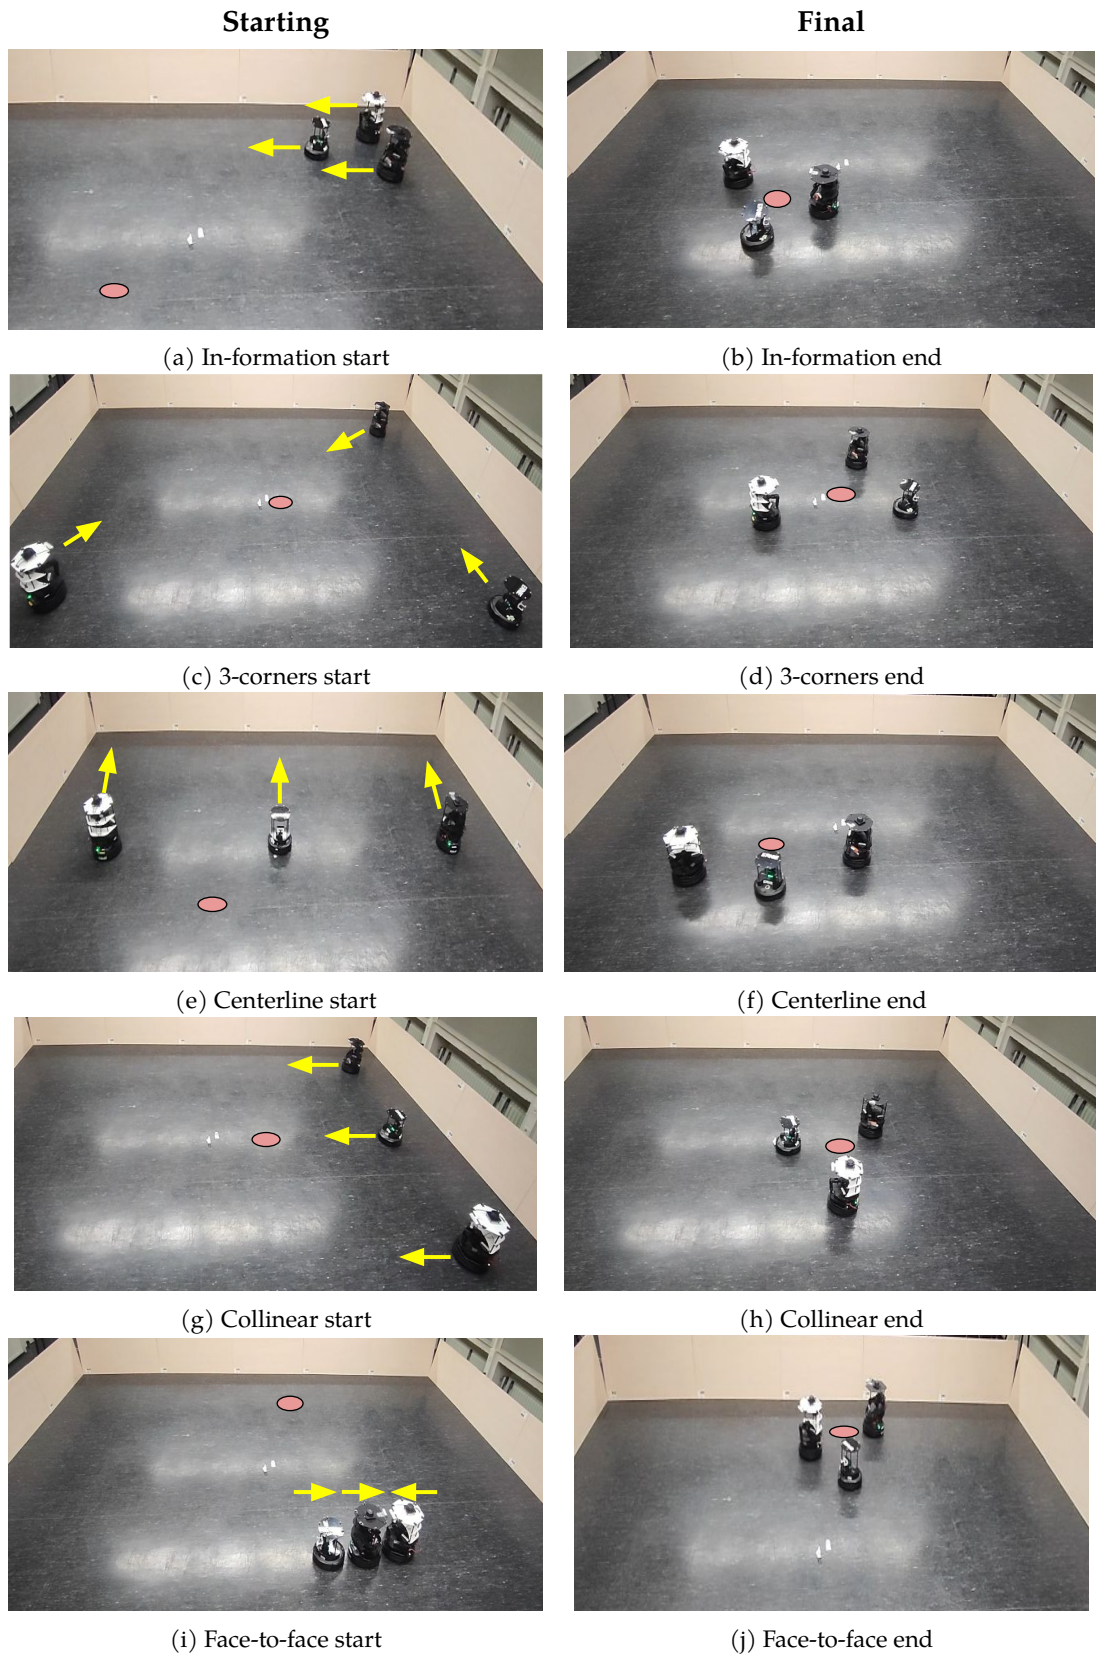 Starting Final
(a) In-formation start (b) In-formation end
(c) 3-corners start (d) 3-corners end
(e) Centerline start (f) Centerline end
(g) Collinear start (h) Collinear end
(i) Face-to-face start (j) Face-to-face end